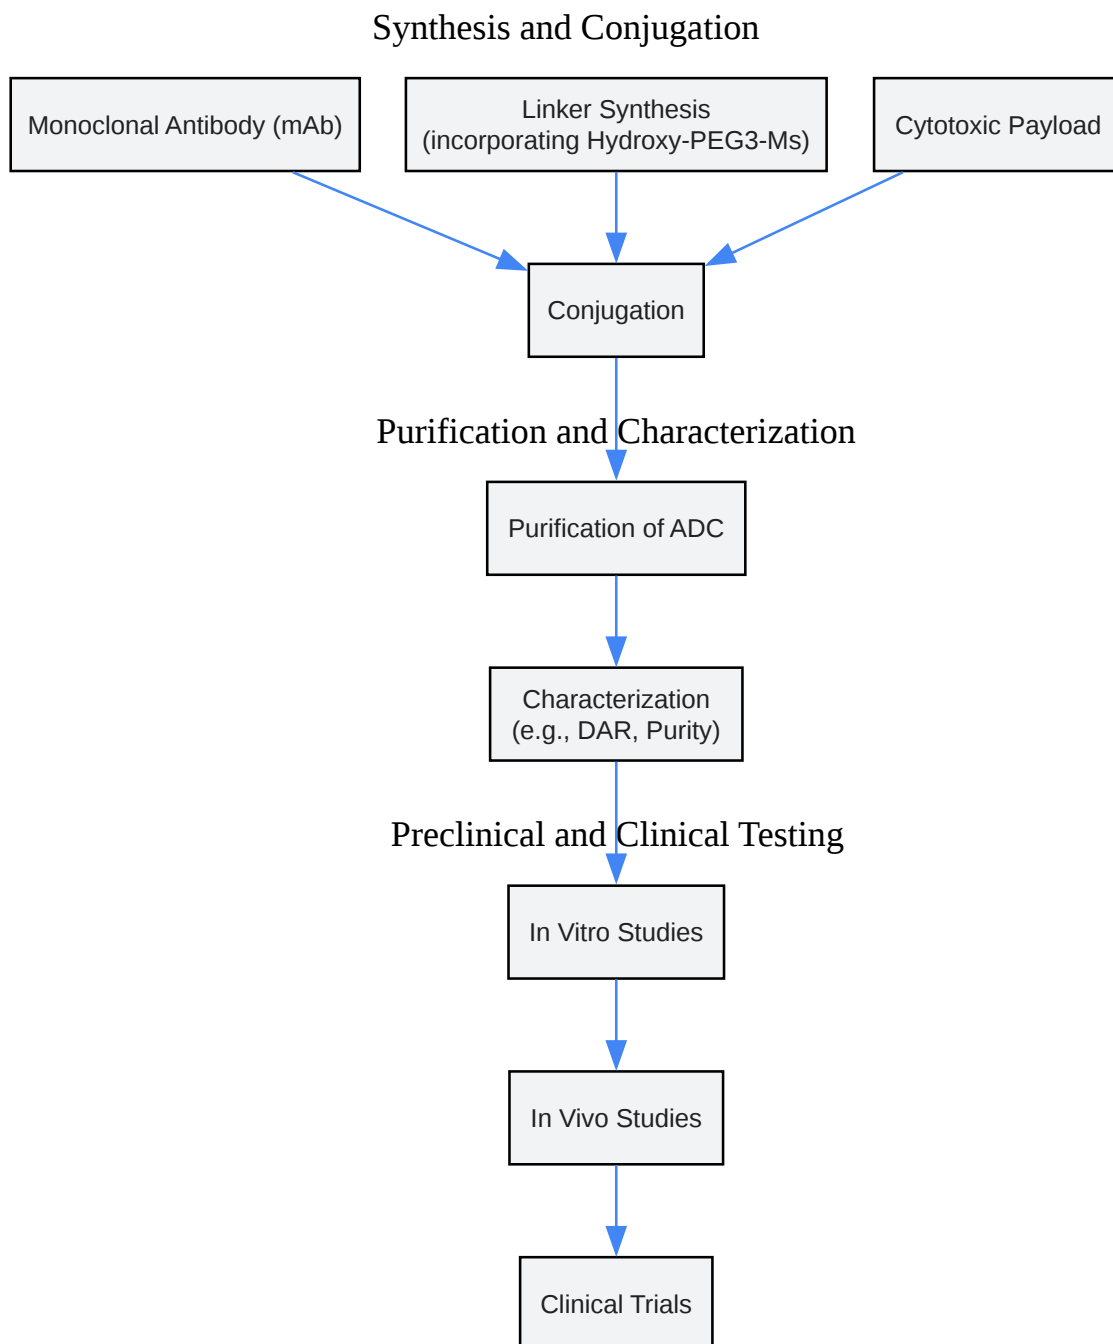 Synthesis and Conjugation
Monoclonal Antibody (mAb)
Linker Synthesis
(incorporating Hydroxy-PEG3-Ms)
Cytotoxic Payload
Conjugation
Purification and Characterization
Purification of ADC
Characterization
(e.g., DAR, Purity)
Preclinical and Clinical Testing
In Vitro Studies
In Vivo Studies
Clinical Trials